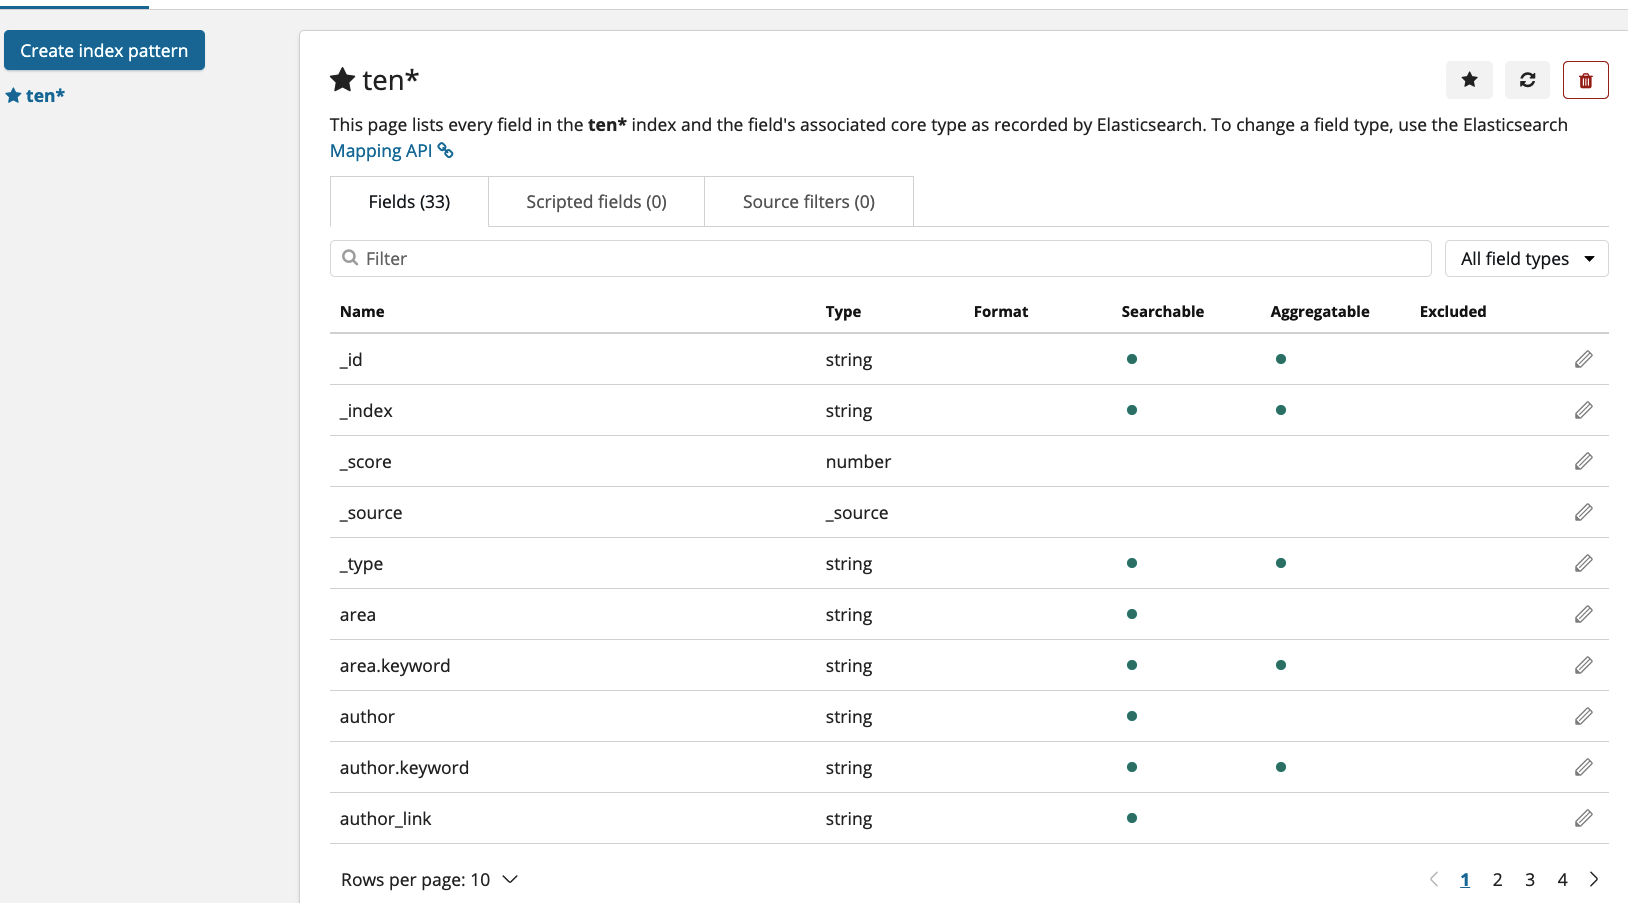 Create index pattern
ten*
ten*
This page lists every field in the ten* index and the field's associated core type as recorded by Elasticsearch. To change a field type, use the Elasticsearch
Mapping API
Fields (33) Scripted fields (0) Source filters (0)
Filter All field types
Name Type Format Searchable Aggregatable Excluded
_id string
_index string
_score number
_source _source
_type string
area string
area.keyword string
author string
author.keyword string
author_link string
Rows per page: 10 1 2 3 4